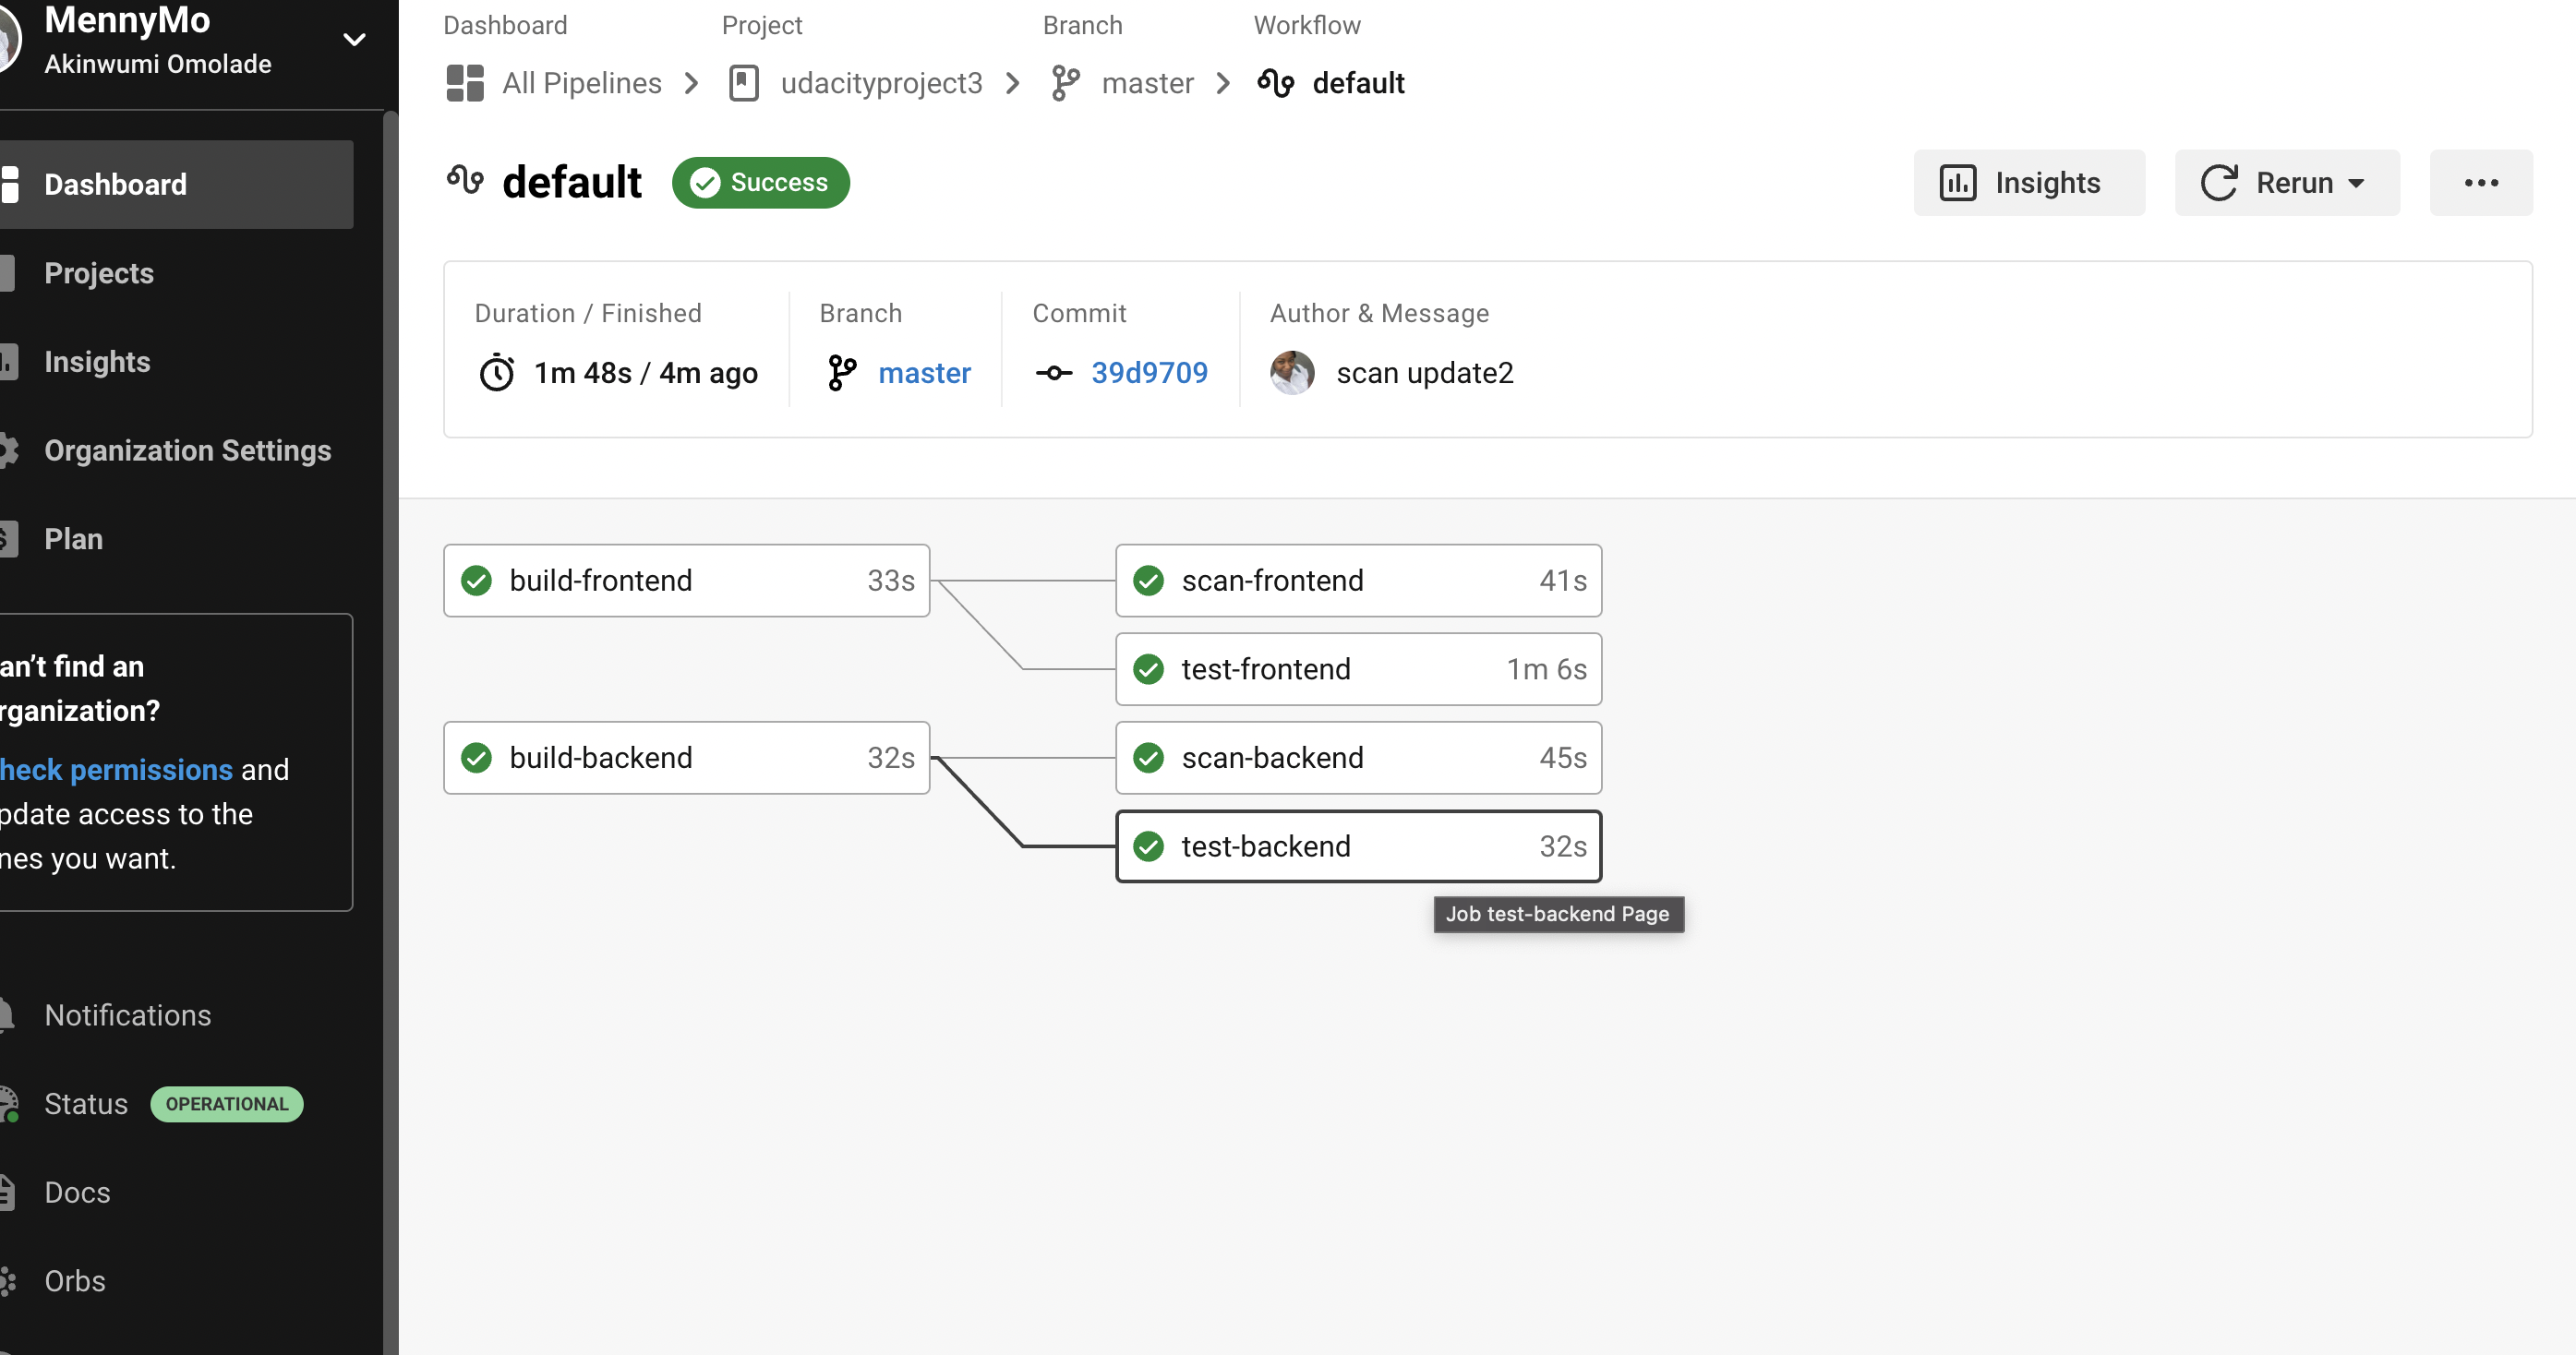 MennyMo
Akinwumi Omolade
Dashboard
Projects
Insights
Organization Settings
Plan
an’t find an
rganization?
heck permissions and
pdate access to the
nes you want.
Notifications
Status OPERATIONAL
Docs
Orbs
Dashboard Project Branch Workflow
All Pipelines udacityproject3 master default
default Success
Insights Rerun
Duration / Finished Branch Commit Author & Message
1m 48s / 4m ago master 39d9709 scan update2
build-frontend 33s scan-frontend 41s
test-frontend 1m 6s
build-backend 32s scan-backend 45s
test-backend 32s
Job test-backend Page